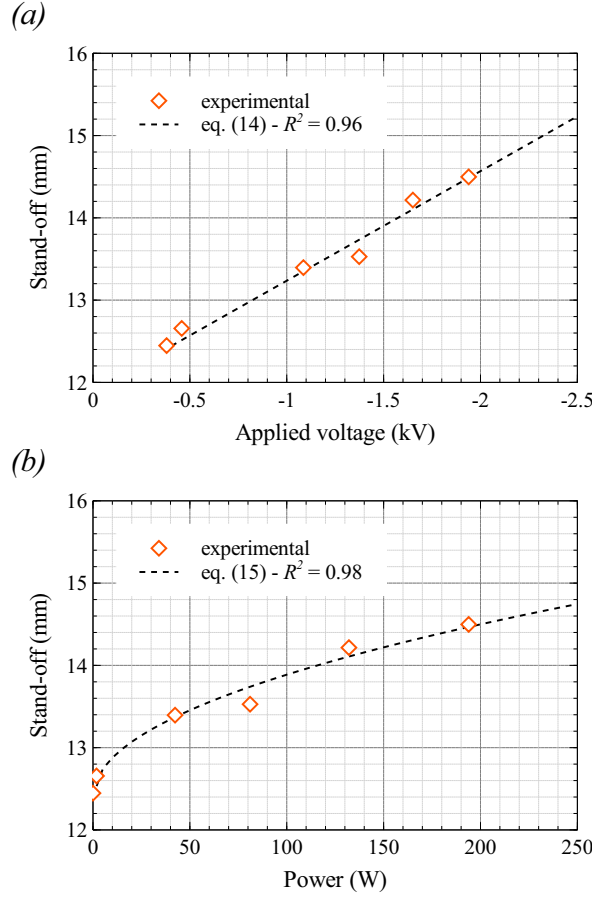 (a)
16
15
14
13
12
Stand-off (mm)
experimental
eq. (14) - R² = 0.96
0 -0.5 -1 -1.5 -2 -2.5
Applied voltage (kV)
(b)
16
15
14
13
12
Stand-off (mm)
experimental
eq. (15) - R² = 0.98
0 50 100 150 200 250
Power (W)